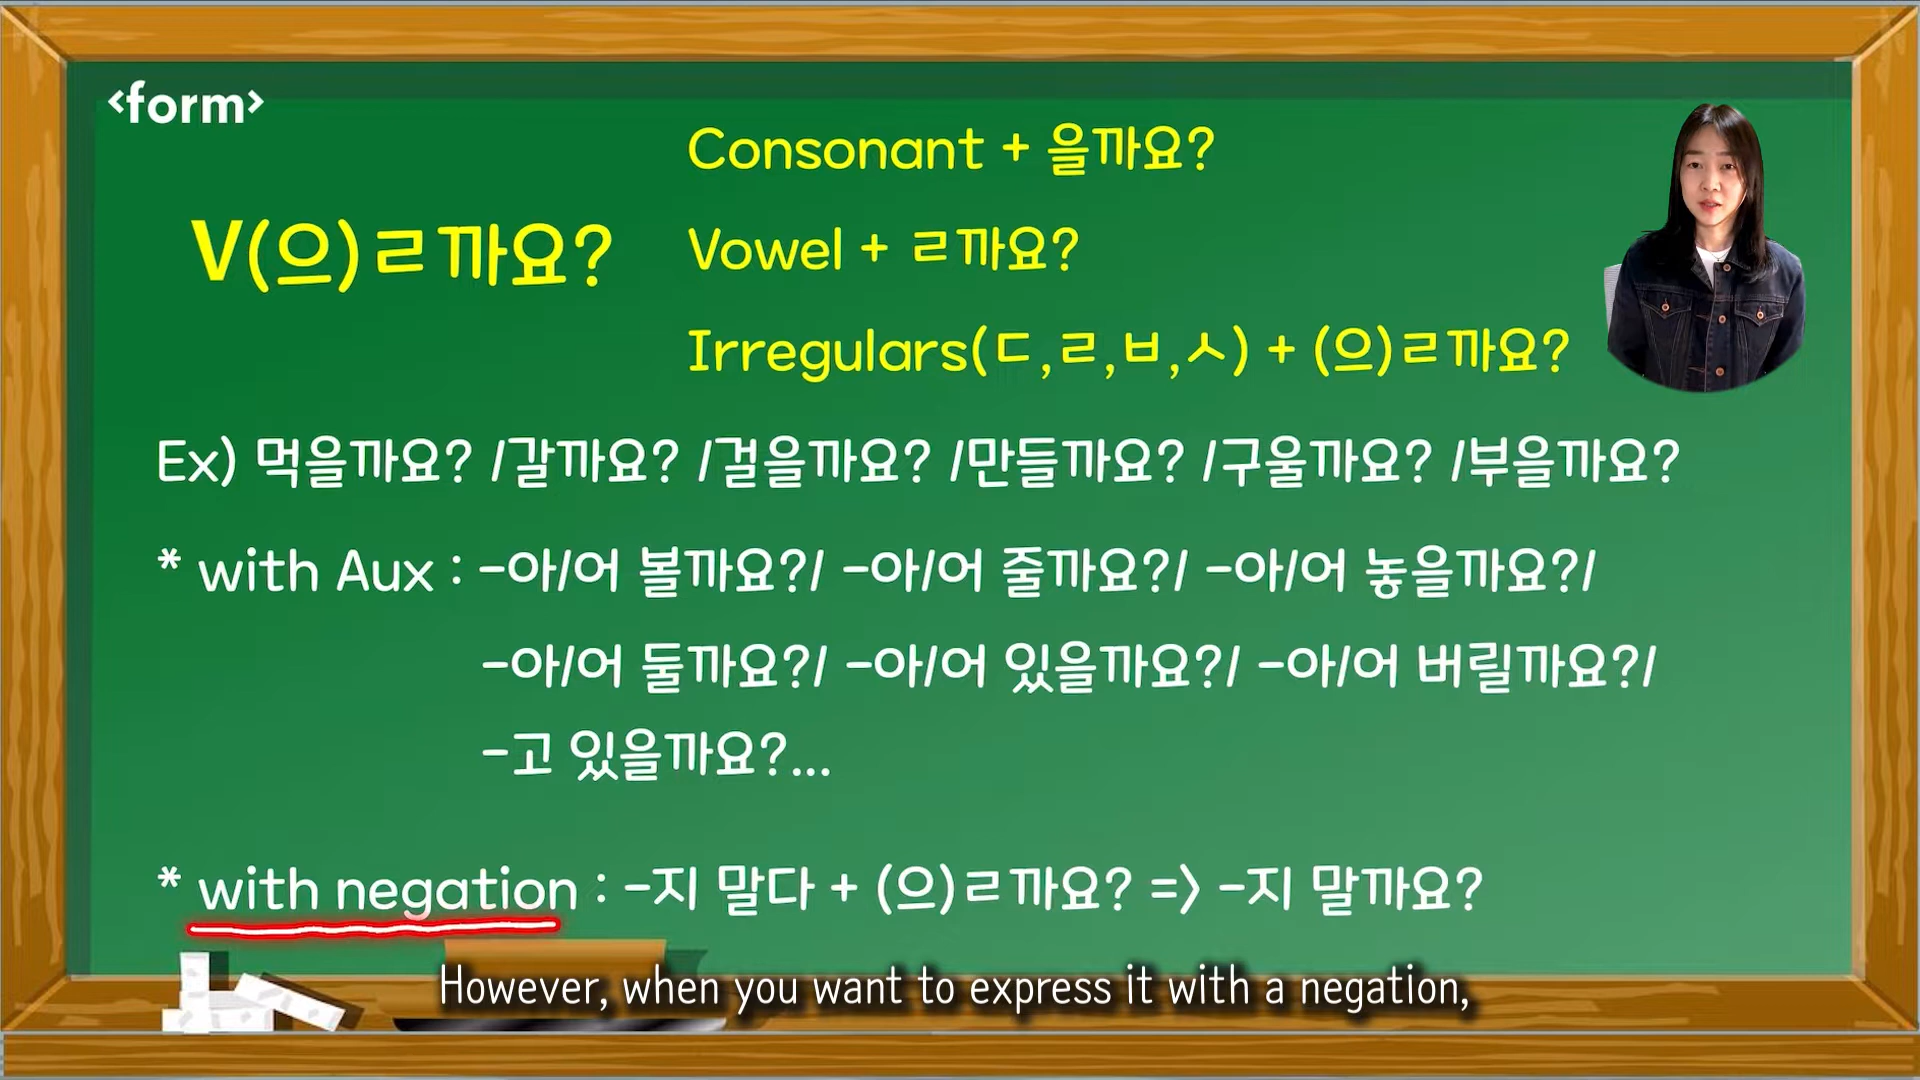 <form>
Consonant + 을까요?
V(으)ㄹ까요?
Vowel + ㄹ까요?
Irregulars(ㄷ,ㄹ,ㅂ,ㅅ) + (으)ㄹ까요?
Ex) 먹을까요? /갈까요? /걸을까요? /만들까요? /구울까요? /부을까요?
* with Aux : -아/어 볼까요?/ -아/어 줄까요?/ -아/어 놓을까요?/
-아/어 둘까요?/ -아/어 있을까요?/ -아/어 버릴까요?/
-고 있을까요?...
* with negation : -지 말다 + (으)ㄹ까요? => -지 말까요?
However, when you want to express it with a negation,